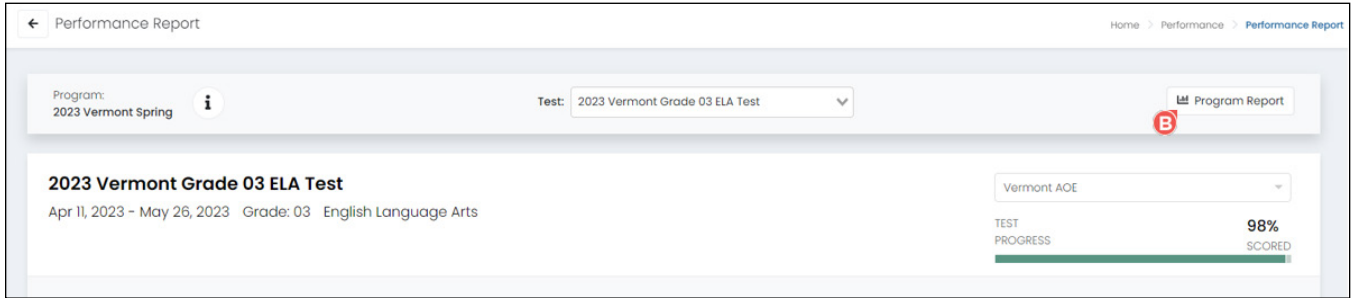 Performance Report
Home > Performance > Performance Report
Program:
2023 Vermont Spring
i
Test: 2023 Vermont Grade 03 ELA Test
Program Report
B
2023 Vermont Grade 03 ELA Test
Apr 11, 2023 - May 26, 2023 Grade: 03 English Language Arts
Vermont AOE
TEST
PROGRESS
98%
SCORED